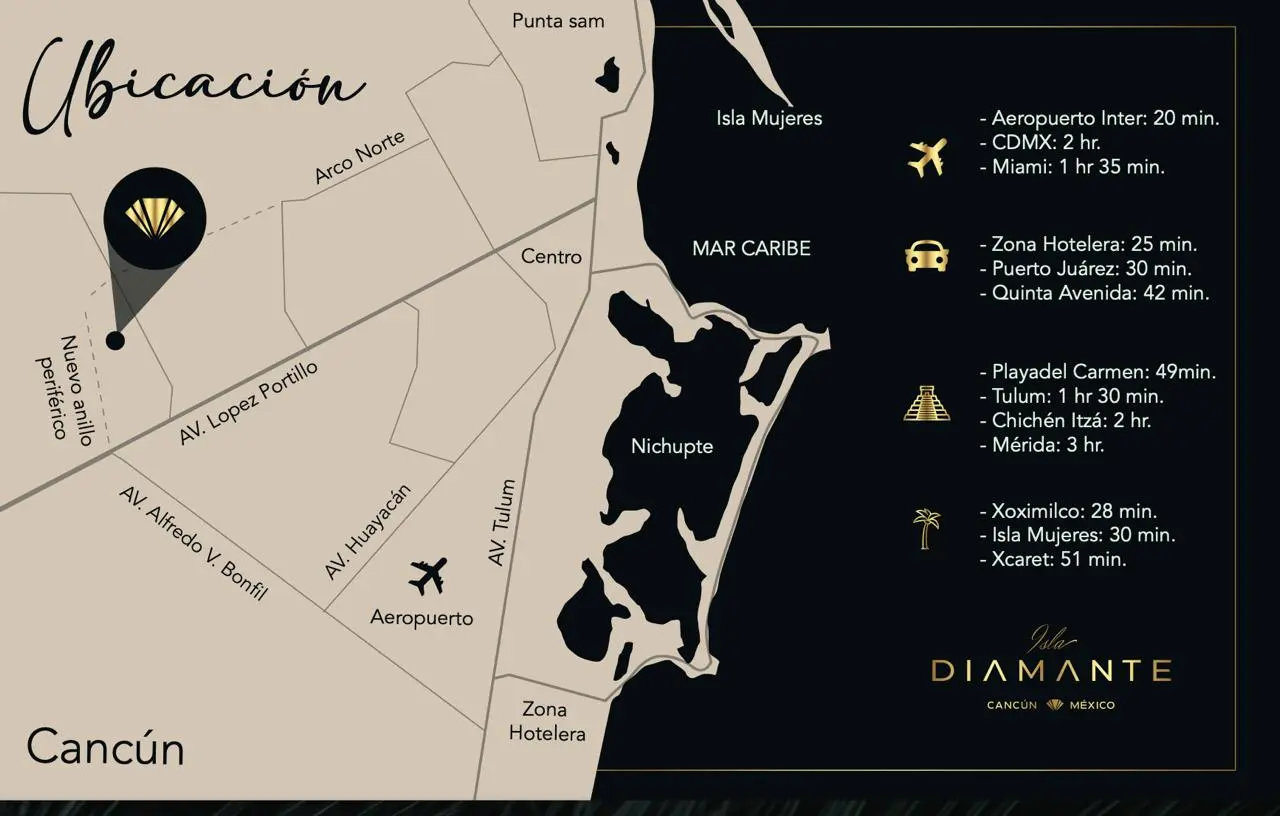 Ubicación
Punta sam
Isla Mujeres
Arco Norte
MAR CARIBE
Centro
Nuevo anillo
periférico
AV. Lopez Portillo
Nichupte
AV. Alfredo V. Bonfil
AV. Huayacán
AV. Tulum
Aeropuerto
Zona
Hotelera
Cancún
- Aeropuerto Inter: 20 min.
- CDMX: 2 hr.
- Miami: 1 hr 35 min.
- Zona Hotelera: 25 min.
- Puerto Juárez: 30 min.
- Quinta Avenida: 42 min.
- Playadel Carmen: 49min.
- Tulum: 1 hr 30 min.
- Chichén Itzá: 2 hr.
- Mérida: 3 hr.
- Xoximilco: 28 min.
- Isla Mujeres: 30 min.
- Xcaret: 51 min.
Isla
DIAMANTE
CANCÚN MÉXICO